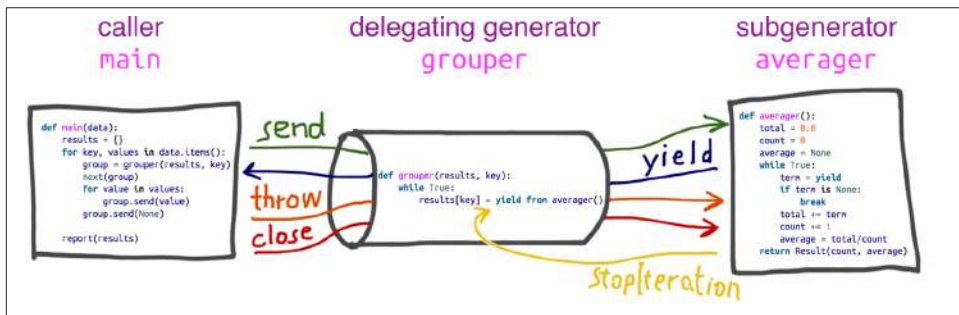 caller
main
delegating generator
grouper
subgenerator
averager
def main(data):
    results = {}
    for key, values in data.items():
        group = grouper(results, key)
        next(group)
        for value in values:
            group.send(value)
        group.send(None)
    report(results)
send
throw
close
def grouper(results, key):
    while True:
        results[key] = yield from averager()
yield
StopIteration
def averager():
    total = 0.0
    count = 0
    average = None
    while True:
        term = yield
        if term is None:
            break
        total += term
        count += 1
        average = total/count
    return Result(count, average)